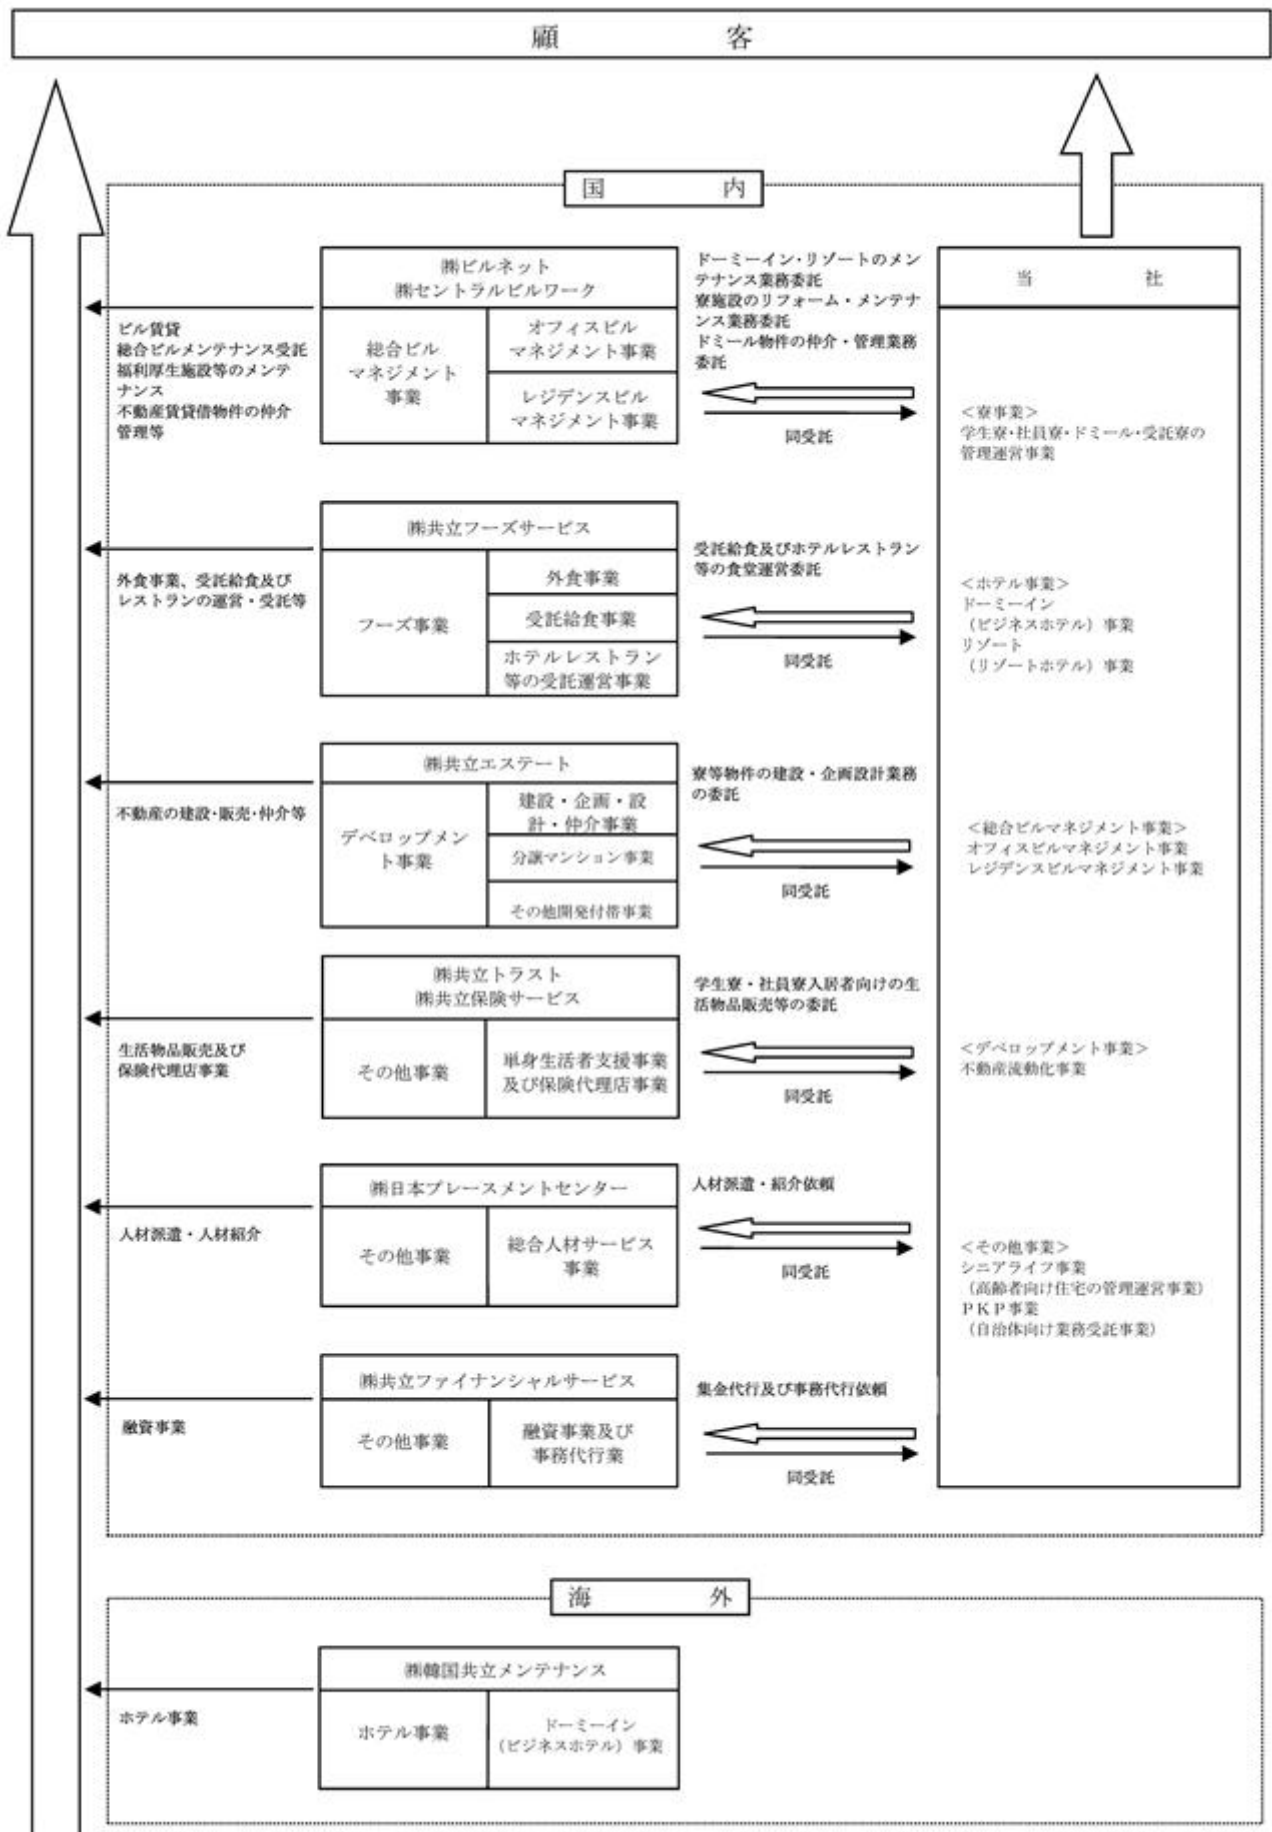 顧客
国内
㈱ビルネット
㈱セントラルビルワーク
総合ビル
マネジメント
事業
オフィスビル
マネジメント事業
レジデンスビル
マネジメント事業
ビル賃貸
総合ビルメンテナンス受託
福利厚生施設等のメンテ
ナンス
不動産賃貸借物件の仲介
管理等
ドーミーイン・リゾートのメン
テナンス業務委託
寮施設のリフォーム・メンテナ
ンス業務委託
ドミール物件の仲介・管理業務
委託
同受託
㈱共立フーズサービス
フーズ事業
外食事業
受託給食事業
ホテルレストラン
等の受託運営事業
外食事業、受託給食及び
レストランの運営・受託等
受託給食及びホテルレストラン
等の食堂運営委託
同受託
㈱共立エステート
デベロップメン
ト事業
建設・企画・設
計・仲介事業
分譲マンション事業
その他開発付帯事業
不動産の建設・販売・仲介等
寮等物件の建設・企画設計業務
の委託
同受託
㈱共立トラスト
㈱共立保険サービス
その他事業
単身生活者支援事業
及び保険代理店事業
生活物品販売及び
保険代理店事業
学生寮・社員寮入居者向けの生
活物品販売等の委託
同受託
㈱日本プレースメントセンター
その他事業
総合人材サービス
事業
人材派遣・人材紹介
人材派遣・紹介依頼
同受託
㈱共立ファイナンシャルサービス
その他事業
融資事業及び
事務代行業
融資事業
集金代行及び事務代行依頼
同受託
当社
＜寮事業＞
学生寮・社員寮・ドミール・受託寮の
管理運営事業
＜ホテル事業＞
ドーミーイン
（ビジネスホテル）事業
リゾート
（リゾートホテル）事業
＜総合ビルマネジメント事業＞
オフィスビルマネジメント事業
レジデンスビルマネジメント事業
＜デベロップメント事業＞
不動産流動化事業
＜その他事業＞
シニアライフ事業
（高齢者向け住宅の管理運営事業）
ＰＫＰ事業
（自治体向け業務受託事業）
海外
㈱韓国共立メンテナンス
ホテル事業
ドーミーイン
（ビジネスホテル）事業
ホテル事業